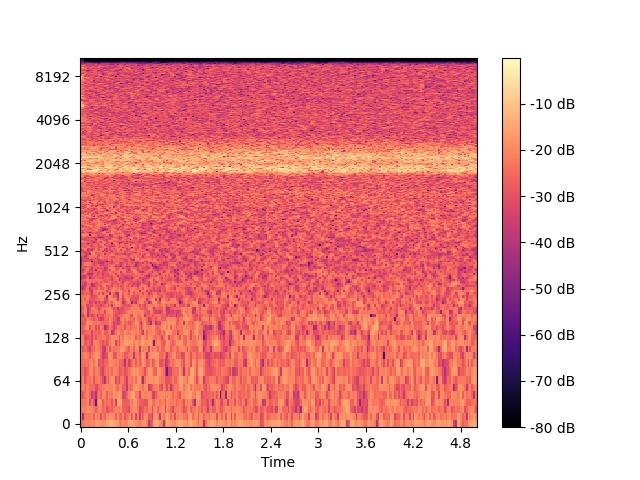 8192
4096
2048
1024
512
256
128
64
0
Hz
0 0.6 1.2 1.8 2.4 3 3.6 4.2 4.8
Time
-10 dB
-20 dB
-30 dB
-40 dB
-50 dB
-60 dB
-70 dB
-80 dB